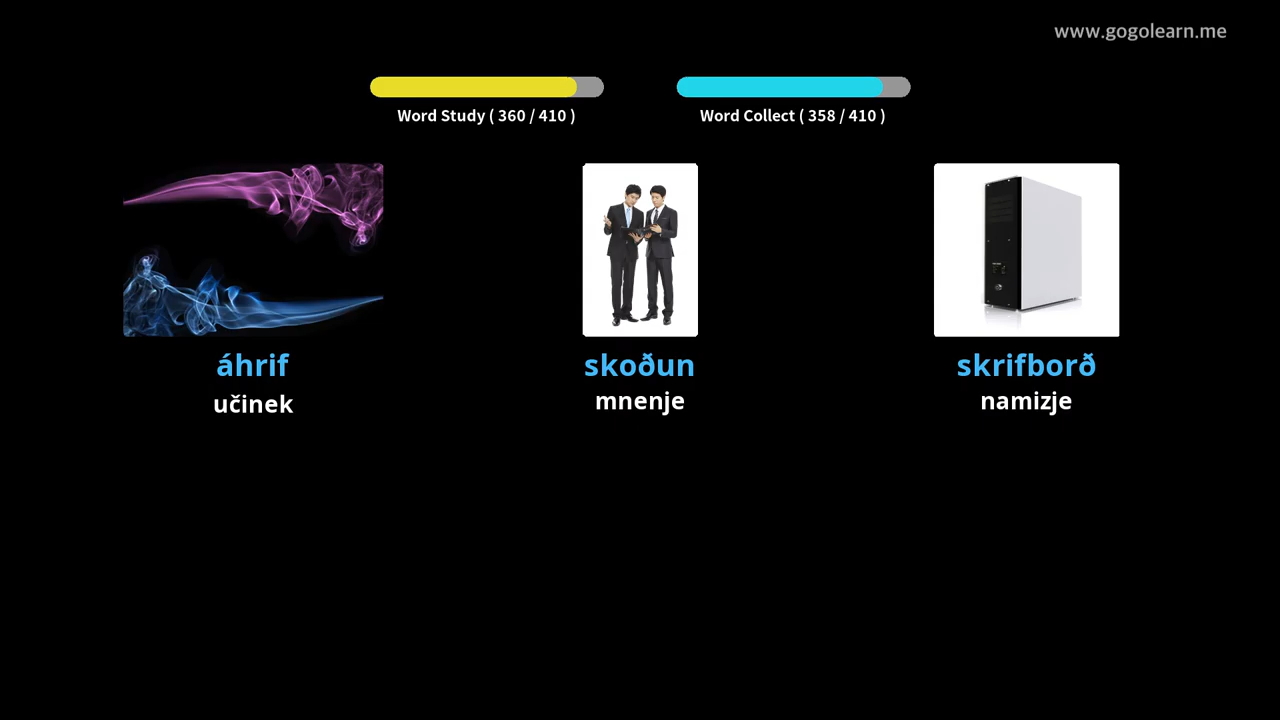 www.gogolearn.me
Word Study ( 360 / 410 )
Word Collect ( 358 / 410 )
áhrif
učinek
skoðun
mnenje
skrifborð
namizje